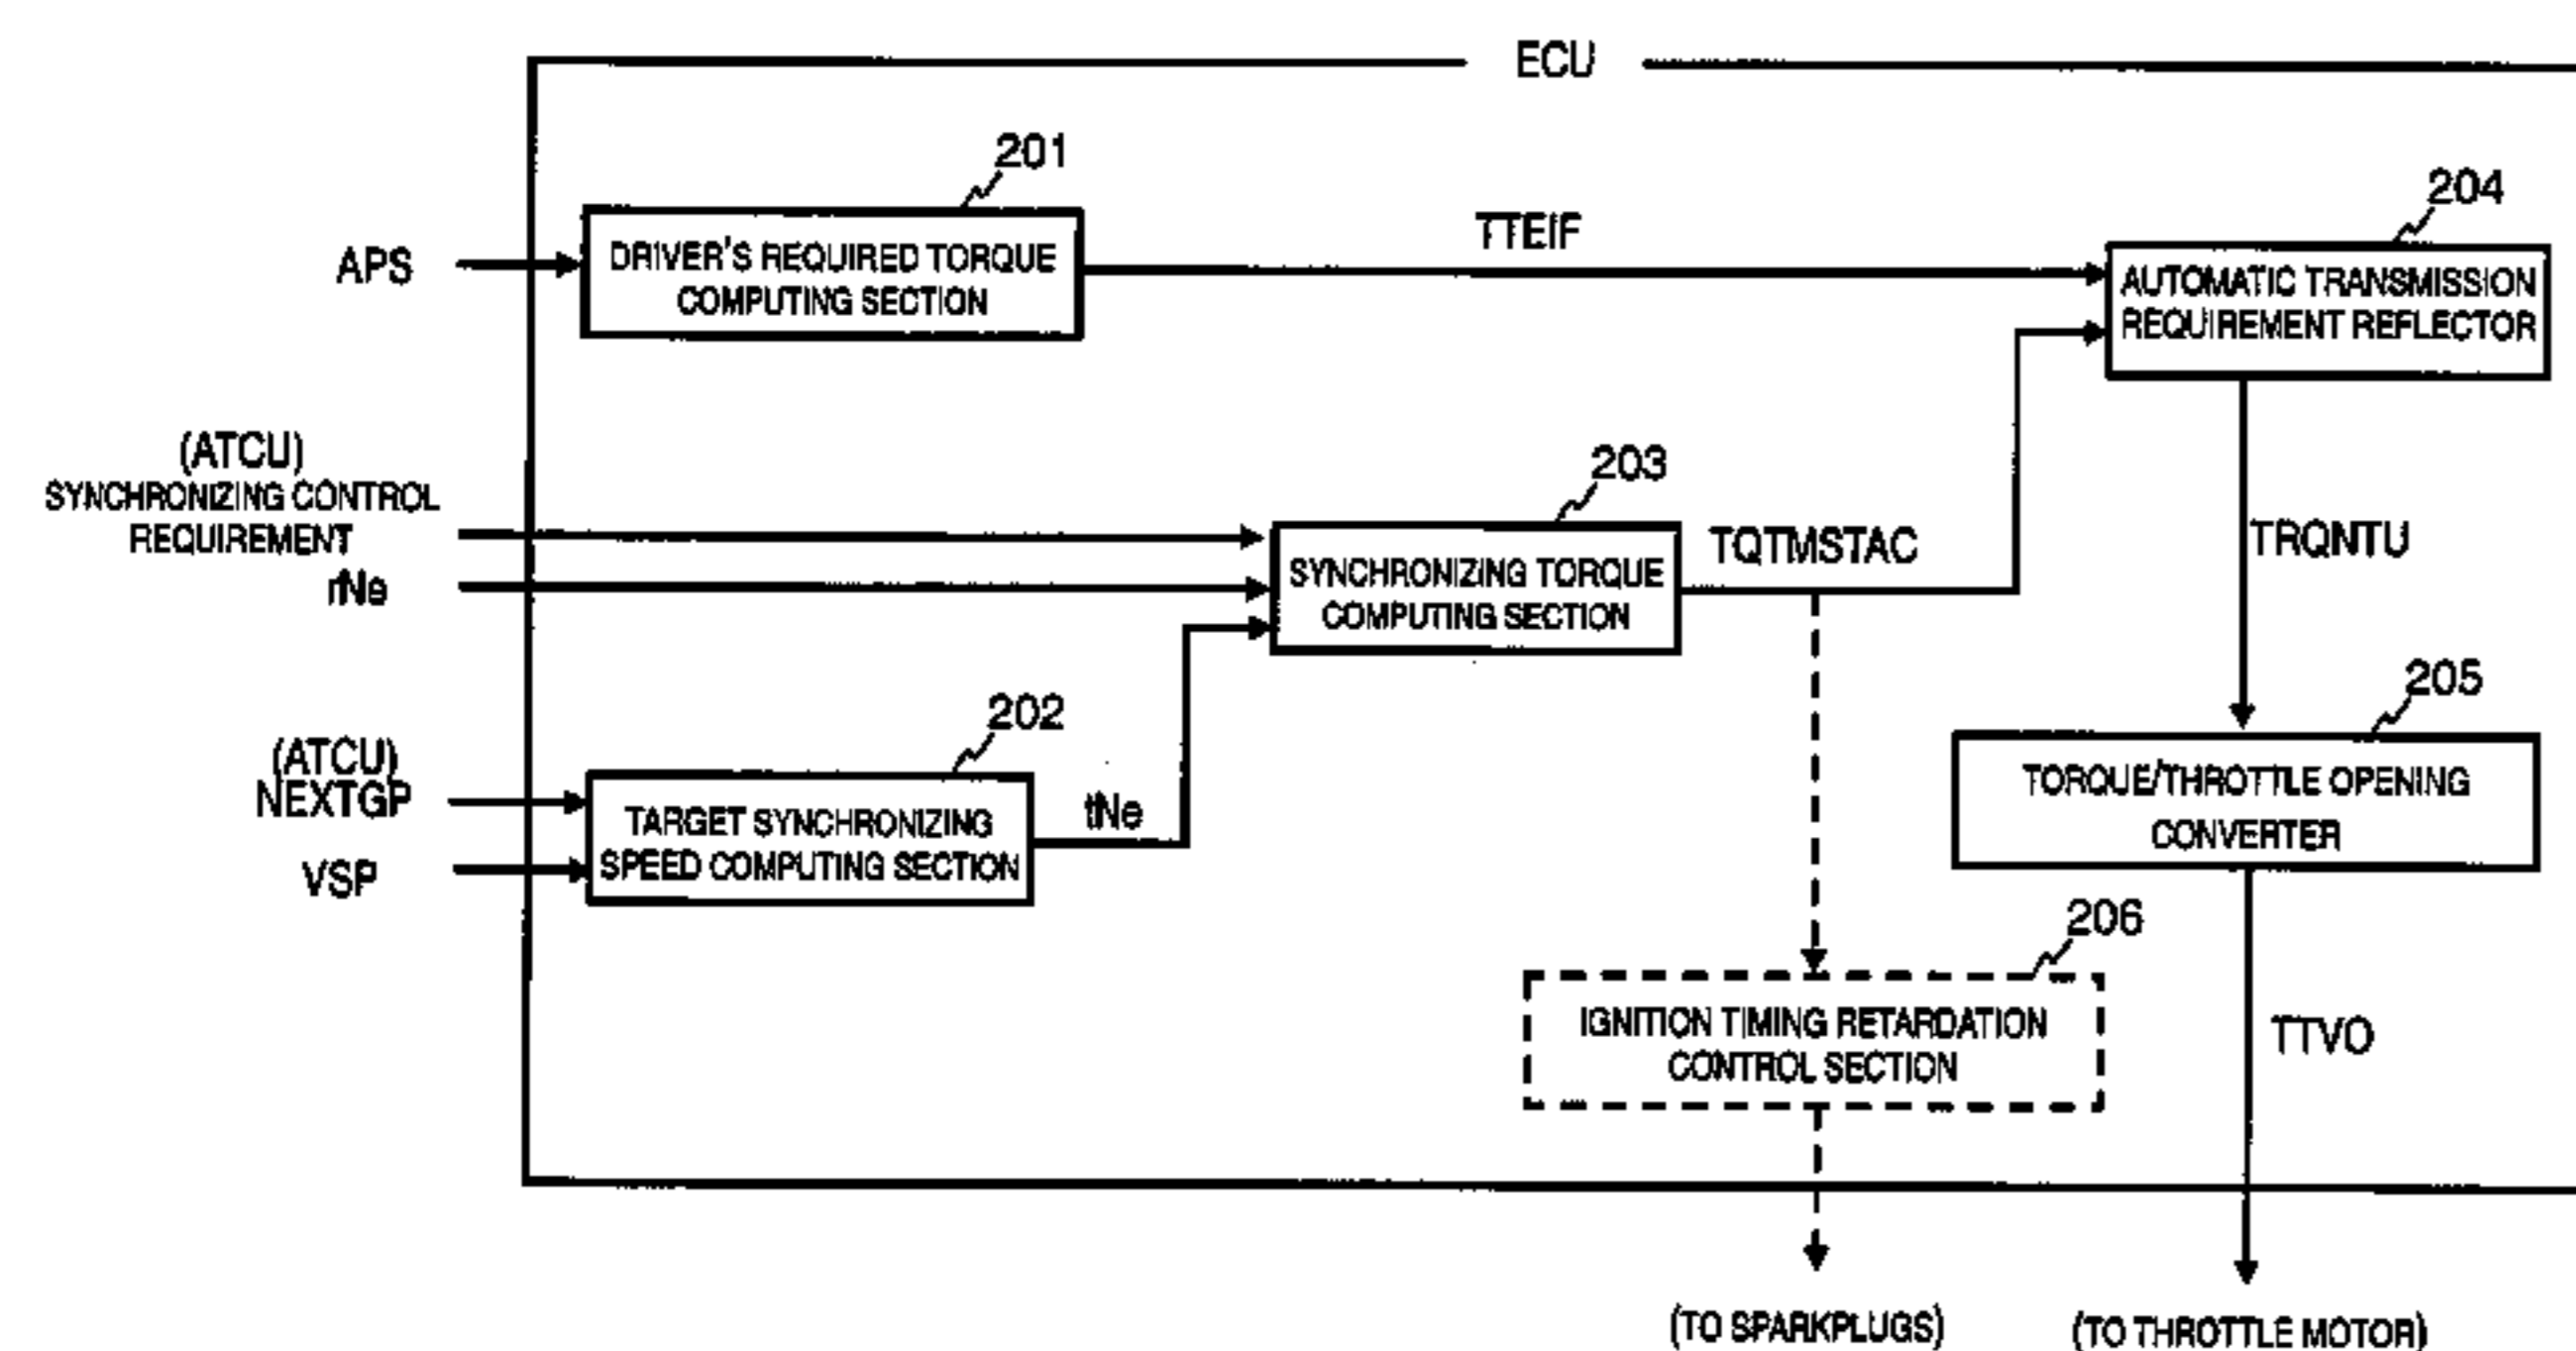 ECU
201
204
APS
DRIVER'S REQUIRED TORQUE
COMPUTING SECTION
TTEIF
AUTOMATIC TRANSMISSION
REQUIREMENT REFLECTOR
(ATCU)
SYNCHRONIZING CONTROL
REQUIREMENT
rNe
203
SYNCHRONIZING TORQUE
COMPUTING SECTION
TQTMSTAC
TRQNTU
202
205
(ATCU)
NEXTGP
VSP
TARGET SYNCHRONIZING
SPEED COMPUTING SECTION
tNe
TORQUE/THROTTLE OPENING
CONVERTER
206
IGNITION TIMING RETARDATION
CONTROL SECTION
TTVO
(TO SPARKPLUGS)
(TO THROTTLE MOTOR)